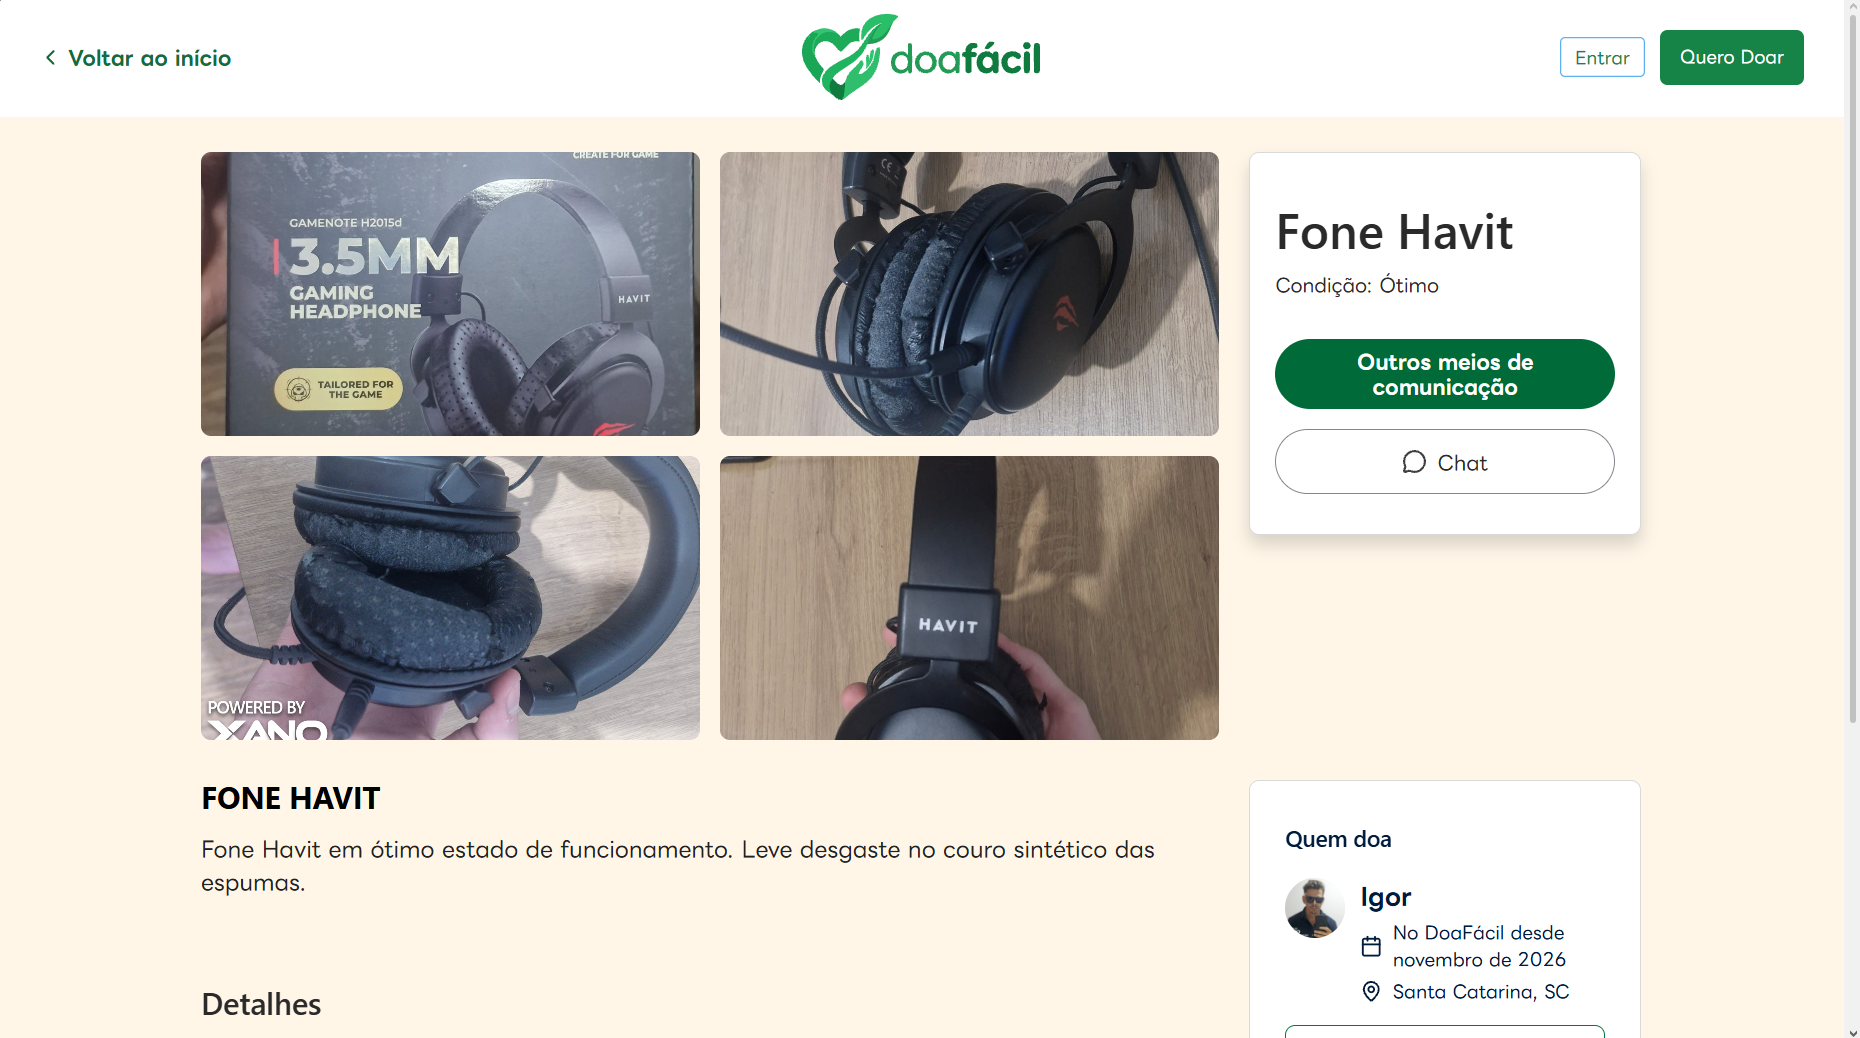 Voltar ao início
doafácil
Entrar
Quero Doar
CREATE FOR GAME
GAMENOTE H2015d
3.5MM
GAMING
HEADPHONE
HAVIT
TAILORED FOR
THE GAME
POWERED BY
XANO
HAVIT
Fone Havit
Condição: Ótimo
Outros meios de
comunicação
Chat
FONE HAVIT
Fone Havit em ótimo estado de funcionamento. Leve desgaste no couro sintético das
espumas.
Detalhes
Quem doa
Igor
No DoaFácil desde
novembro de 2026
Santa Catarina, SC